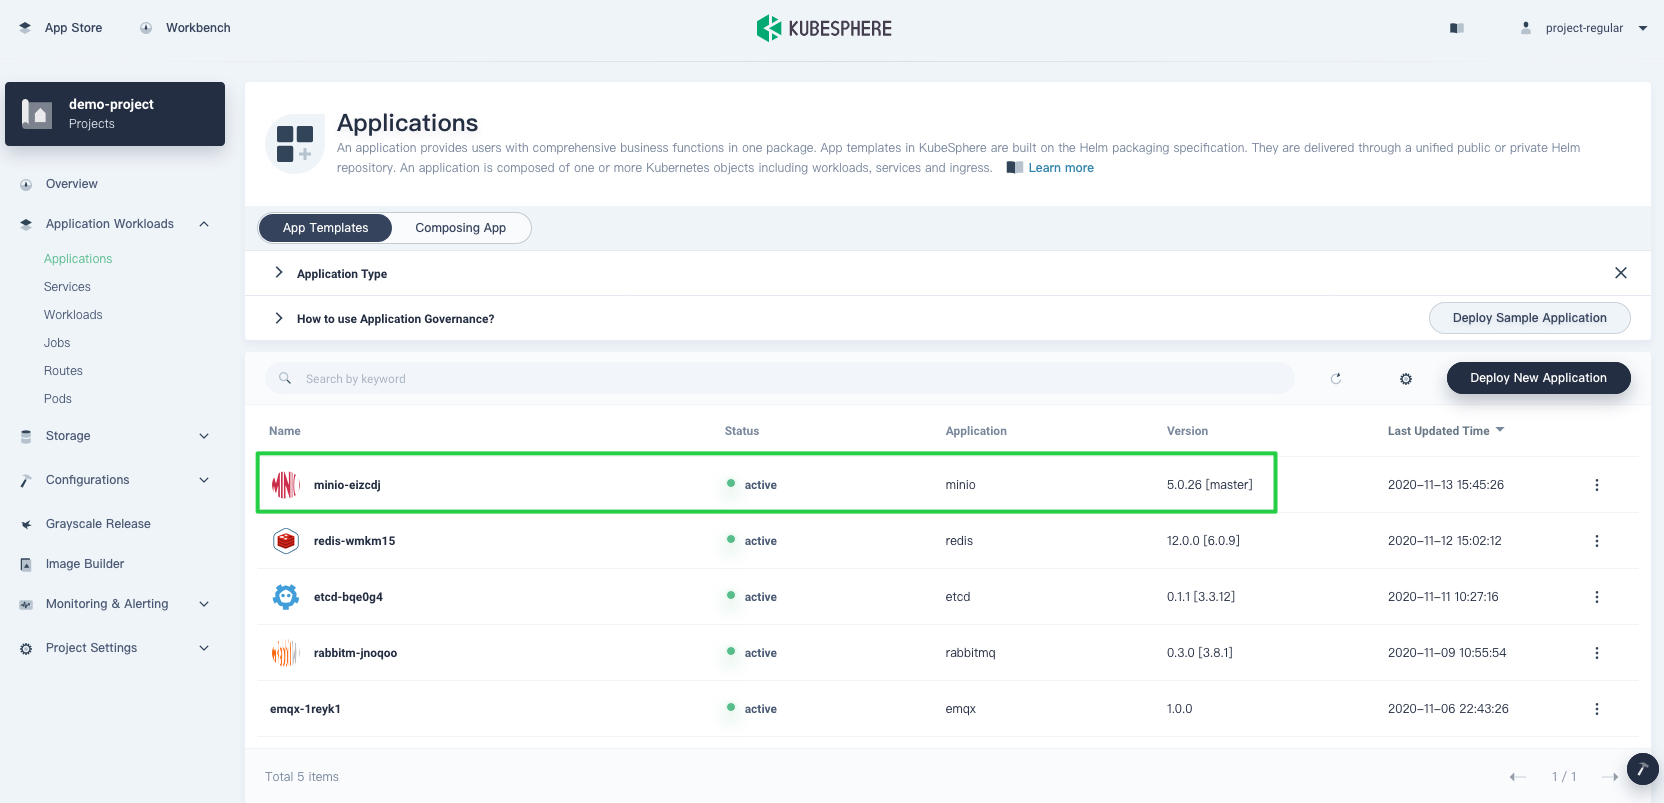 App Store
Workbench
KUBESPHERE
project-regular
demo-project
Projects
Overview
Application Workloads
Applications
Services
Workloads
Jobs
Routes
Pods
Storage
Configurations
Grayscale Release
Image Builder
Monitoring & Alerting
Project Settings
Applications
An application provides users with comprehensive business functions in one package. App templates in KubeSphere are built on the Helm packaging specification. They are delivered through a unified public or private Helm
repository. An application is composed of one or more Kubernetes objects including workloads, services and ingress. Learn more
App Templates Composing App
Application Type
How to use Application Governance? Deploy Sample Application
Search by keyword Deploy New Application
Name Status Application Version Last Updated Time
minio-eizcdj active minio 5.0.26 [master] 2020-11-13 15:45:26
redis-wmkm15 active redis 12.0.0 [6.0.9] 2020-11-12 15:02:12
etcd-bqe0g4 active etcd 0.1.1 [3.3.12] 2020-11-11 10:27:16
rabbitm-jnoqoo active rabbitmq 0.3.0 [3.8.1] 2020-11-09 10:55:54
emqx-1reyk1 active emqx 1.0.0 2020-11-06 22:43:26
Total 5 items 1 / 1